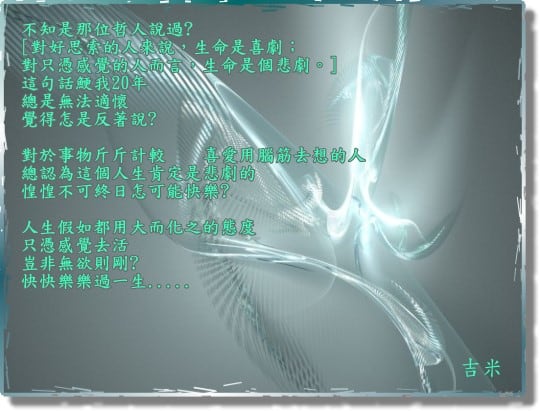 不知是那位哲人說過?
[對好思索的人來說，生命是喜劇；
對只憑感覺的人而言，生命是個悲劇。]
這句話鯁我20年
總是無法適懷
覺得怎是反著說?
對於事物斤斤計較　　喜愛用腦筋去想的人
總認為這個人生肯定是悲劇的
惶惶不可終日怎可能快樂?
人生假如都用大而化之的態度
只憑感覺去活
豈非無欲則剛?
快快樂樂過一生.....
吉米